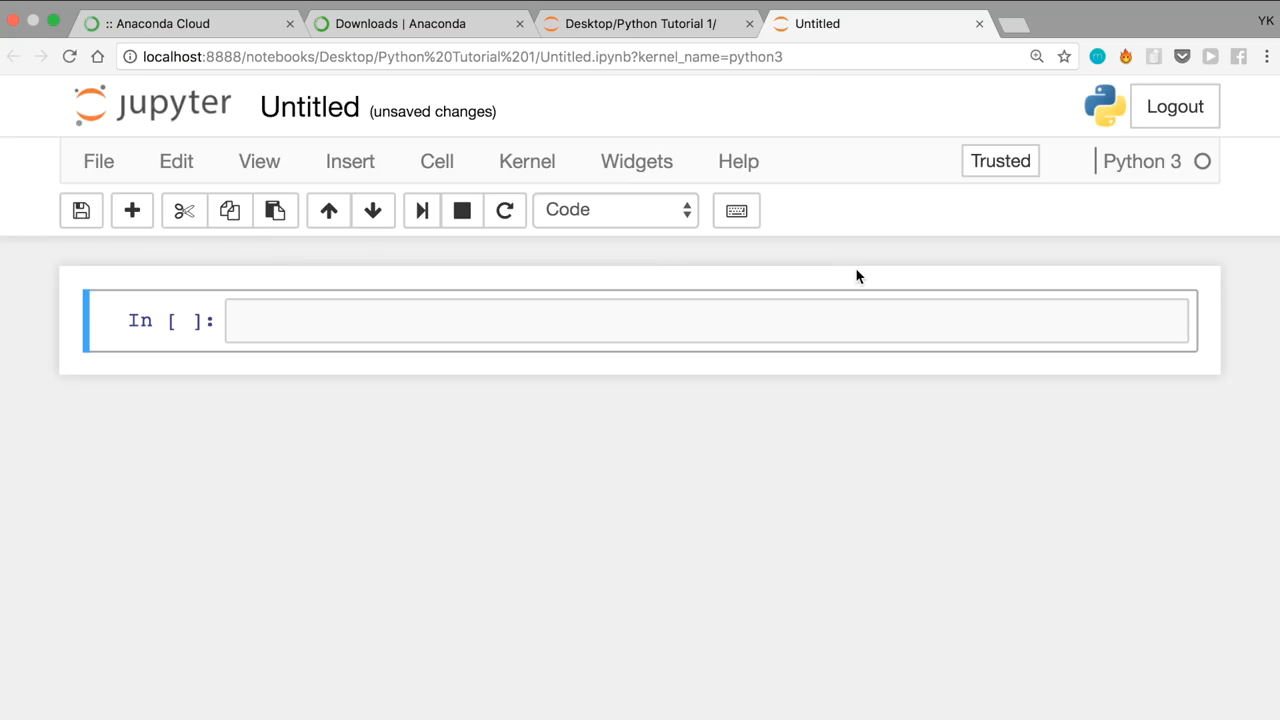 :: Anaconda Cloud
Downloads | Anaconda
Desktop/Python Tutorial 1/
Untitled
YK
localhost:8888/notebooks/Desktop/Python%20Tutorial%201/Untitled.ipynb?kernel_name=python3
jupyter Untitled (unsaved changes)
Logout
File Edit View Insert Cell Kernel Widgets Help Trusted Python 3
Code
In [ ]: